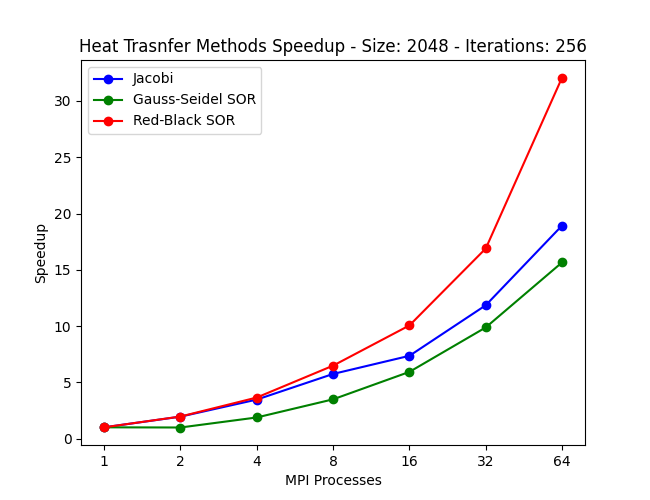 Heat Trasnfer Methods Speedup - Size: 2048 - Iterations: 256
Jacobi
Gauss-Seidel SOR
Red-Black SOR
Speedup
30
25
20
15
10
5
0
1 2 4 8 16 32 64
MPI Processes